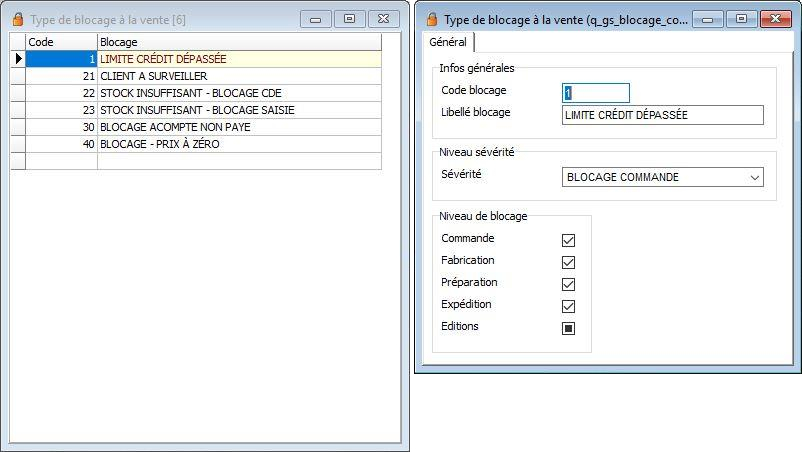 Type de blocage à la vente [6]
Code Blocage
1 LIMITE CRÉDIT DÉPASSÉE
21 CLIENT A SURVEILLER
22 STOCK INSUFFISANT - BLOCAGE CDE
23 STOCK INSUFFISANT - BLOCAGE SAISIE
30 BLOCAGE ACOMPTE NON PAYE
40 BLOCAGE - PRIX À ZÉRO
Type de blocage à la vente (q_gs_blocage_co...
Général
Infos générales
Code blocage 1
Libellé blocage LIMITE CRÉDIT DÉPASSÉE
Niveau sévérité
Sévérité BLOCAGE COMMANDE
Niveau de blocage
Commande
Fabrication
Préparation
Expédition
Editions